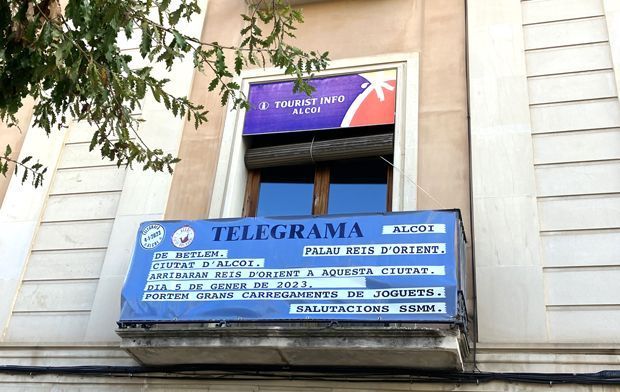 TOURIST INFO
ALCOI
TELEGRAMA ALCOI
DE BETLEM. PALAU REIS D'ORIENT.
CIUTAT D'ALCOI.
ARRIBARAN REIS D'ORIENT A AQUESTA CIUTAT.
DIA 5 DE GENER DE 2023.
PORTEM GRANS CARREGAMENTS DE JOGUETS.
SALUTACIONS SSMM.